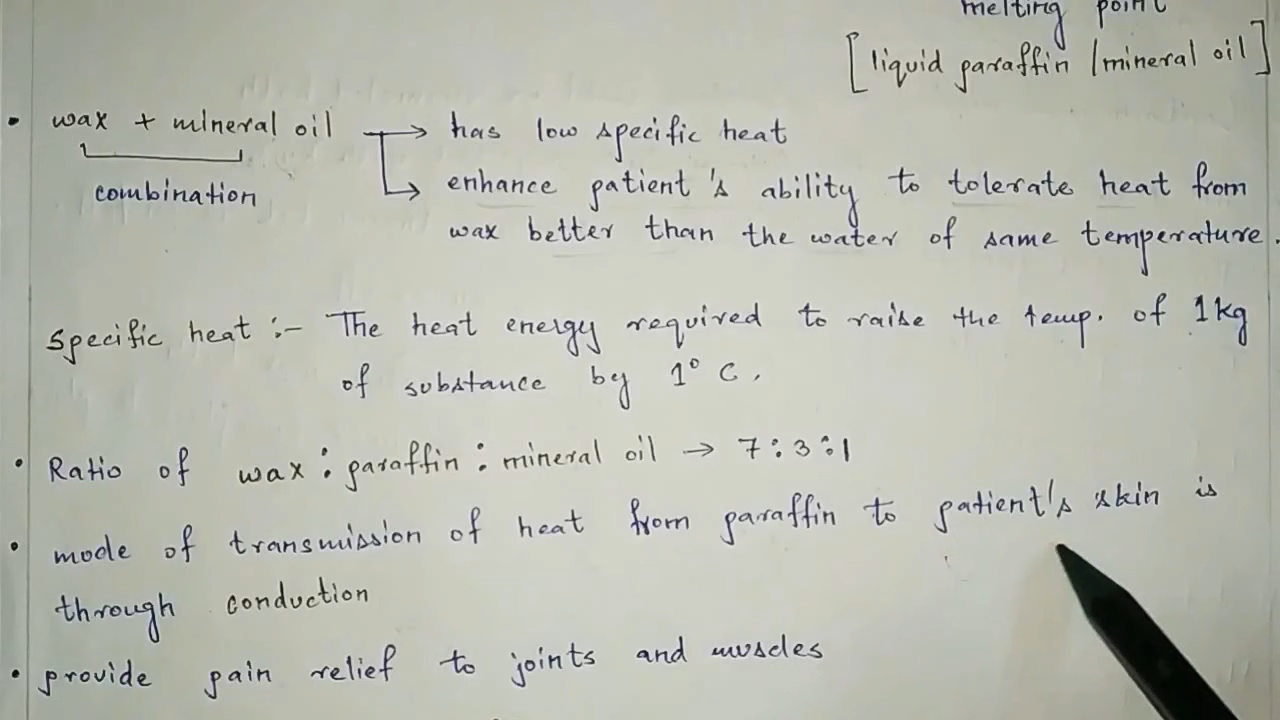 melting point
[liquid paraffin / mineral oil]
• wax + mineral oil → has low specific heat
combination
→ enhance patient's ability to tolerate heat from
wax better than the water of same temperature.
Specific heat :- The heat energy required to raise the temp. of 1 kg
of substance by 1° C.
• Ratio of wax : paraffin : mineral oil → 7:3:1
• mode of transmission of heat from paraffin to patient's skin is
through conduction
• provide pain relief to joints and muscles